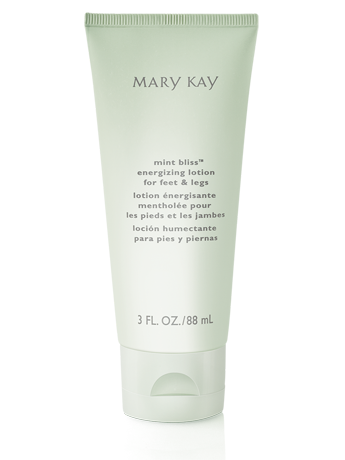 MARY KAY
mint bliss™
energizing lotion
for feet & legs
lotion énergisante
mentholée pour
les pieds et les jambes
loción humectante
para pies y piernas
3 FL. OZ./88 mL